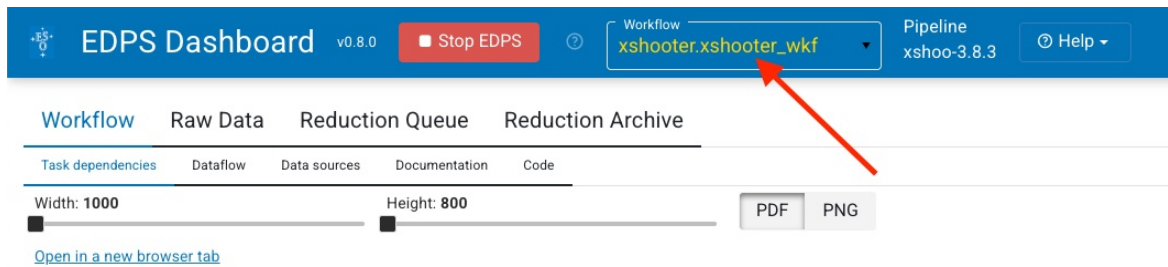 EDPS Dashboard v0.8.0 Stop EDPS Workflow xshooter.xshooter_wkf Pipeline xshoo-3.8.3 Help
Workflow Raw Data Reduction Queue Reduction Archive
Task dependencies Dataflow Data sources Documentation Code
Width: 1000 Height: 800 PDF PNG
Open in a new browser tab